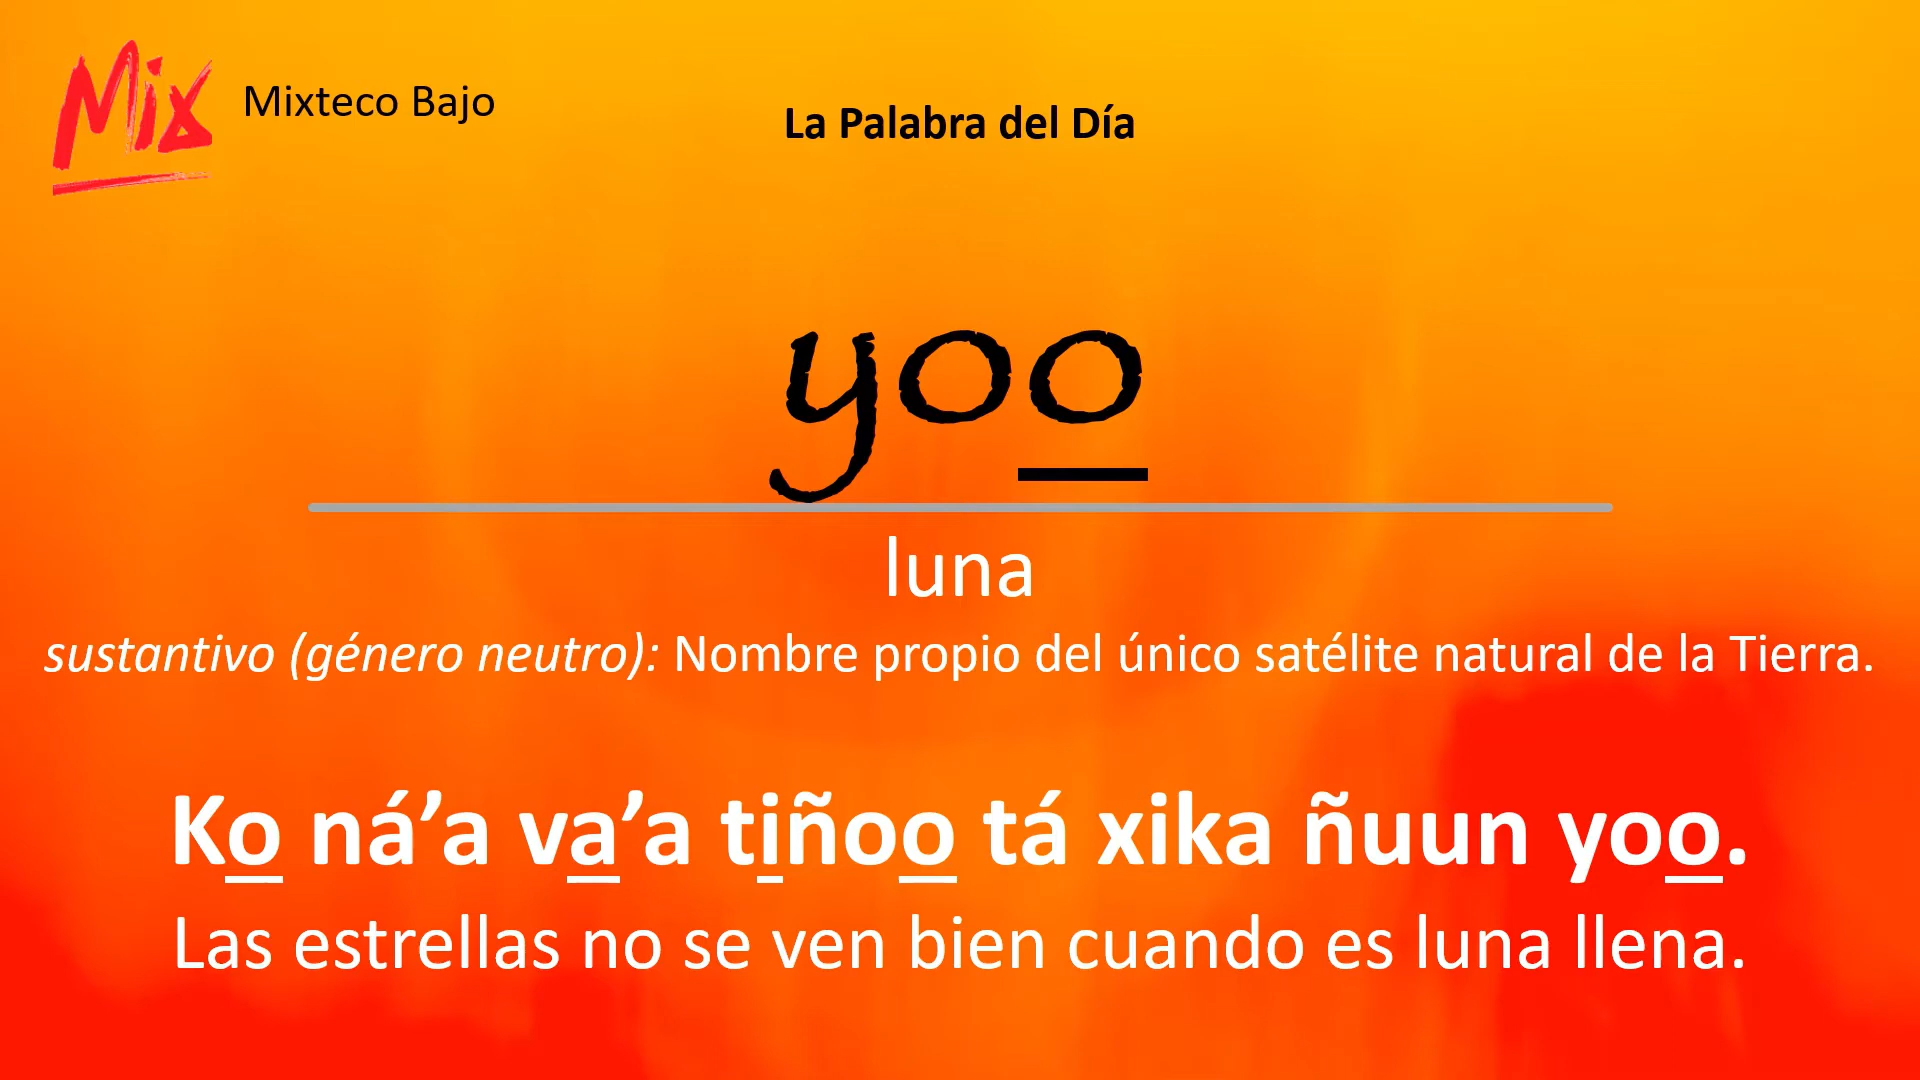 Mix
Mixteco Bajo
La Palabra del Día
yoo̲
luna
sustantivo (género neutro): Nombre propio del único satélite natural de la Tierra.
Ko̲ ná’a va̲’a ti̲ñoo̲ tá xika ñuun yoo̲.
Las estrellas no se ven bien cuando es luna llena.